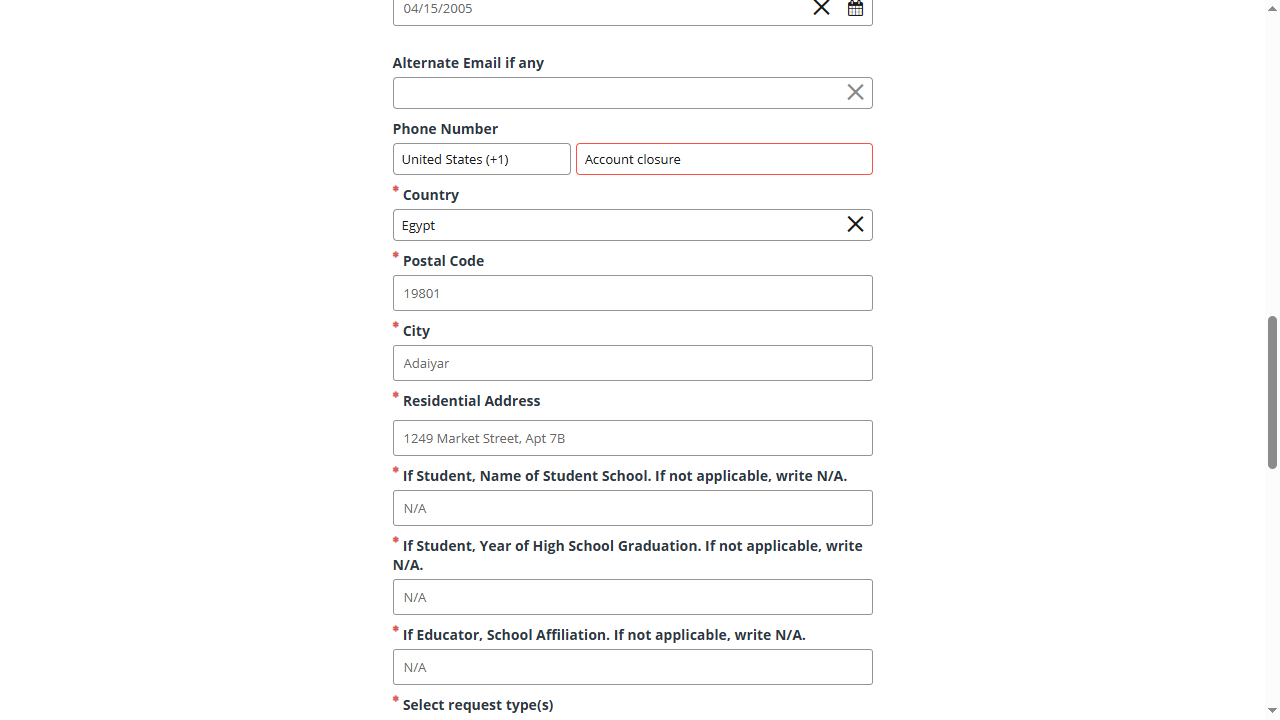 04/15/2005
Alternate Email if any
Phone Number
United States (+1)
Account closure
* Country
Egypt
* Postal Code
19801
* City
Adaiyar
* Residential Address
1249 Market Street, Apt 7B
* If Student, Name of Student School. If not applicable, write N/A.
N/A
* If Student, Year of High School Graduation. If not applicable, write
N/A.
N/A
* If Educator, School Affiliation. If not applicable, write N/A.
N/A
* Select request type(s)